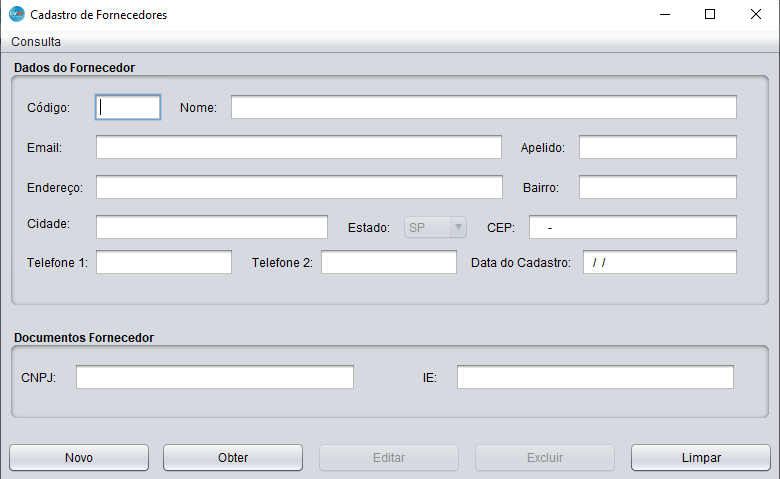 Cadastro de Fornecedores
Consulta
Dados do Fornecedor
Código: Nome:
Email: Apelido:
Endereço: Bairro:
Cidade: Estado: SP CEP: -
Telefone 1: Telefone 2: Data do Cadastro: / /
Documentos Fornecedor
CNPJ: IE:
Novo Obter Editar Excluir Limpar